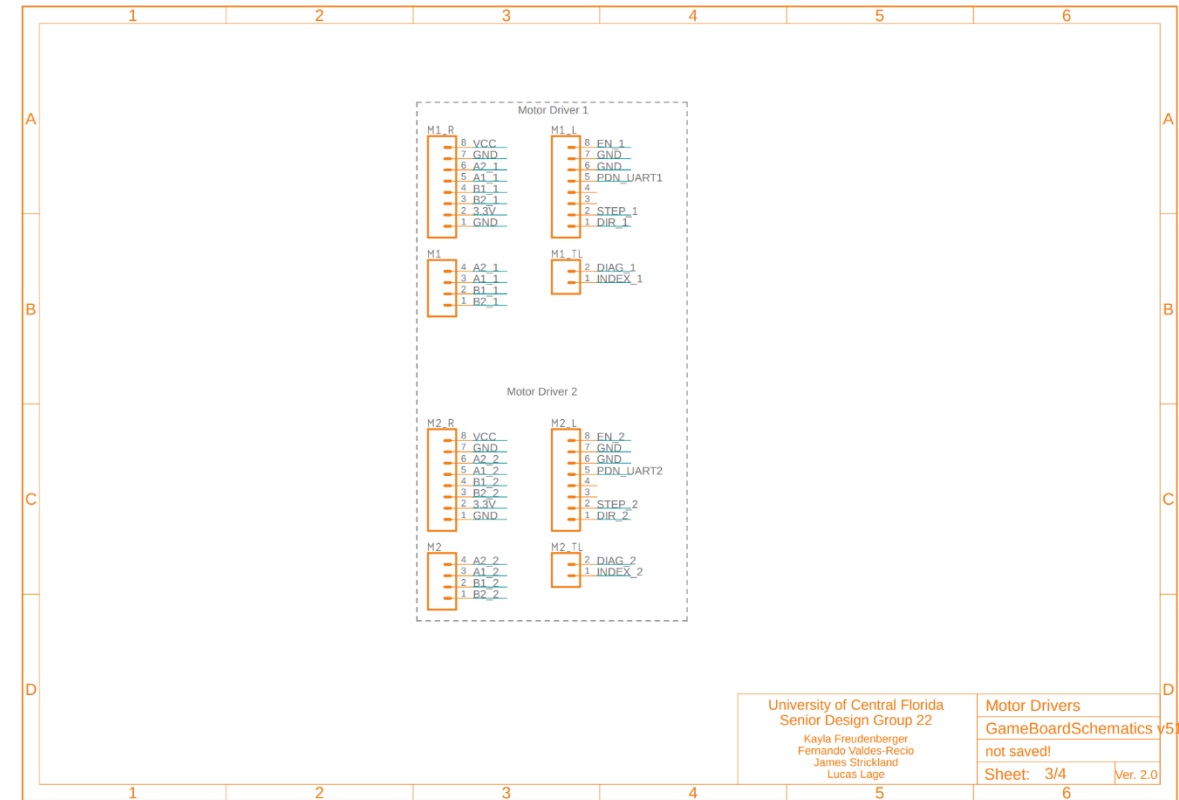 1 2 3 4 5 6
A A
Motor Driver 1
M1_R M1_L
8 VCC 8 EN_1
7 GND 7 GND
6 A2_1 6 GND
5 A1_1 5 PDN_UART1
4 B1_1 4
3 B2_1 3
2 3.3V 2 STEP_1
1 GND 1 DIR_1
M1 M1_TL
4 A2_1 2 DIAG_1
3 A1_1 1 INDEX_1
2 B1_1
1 B2_1
B B
Motor Driver 2
M2_R M2_L
8 VCC 8 EN_2
7 GND 7 GND
6 A2_2 6 GND
5 A1_2 5 PDN_UART2
4 B1_2 4
3 B2_2 3
2 3.3V 2 STEP_2
1 GND 1 DIR_2
C C
M2 M2_TL
4 A2_2 2 DIAG_2
3 A1_2 1 INDEX_2
2 B1_2
1 B2_2
D D
University of Central Florida
Senior Design Group 22
Kayla Freudenberger
Fernando Valdes-Recio
James Strickland
Lucas Lage
Motor Drivers
GameBoardSchematics v51
not saved!
Sheet: 3/4 Ver. 2.0
1 2 3 4 5 6